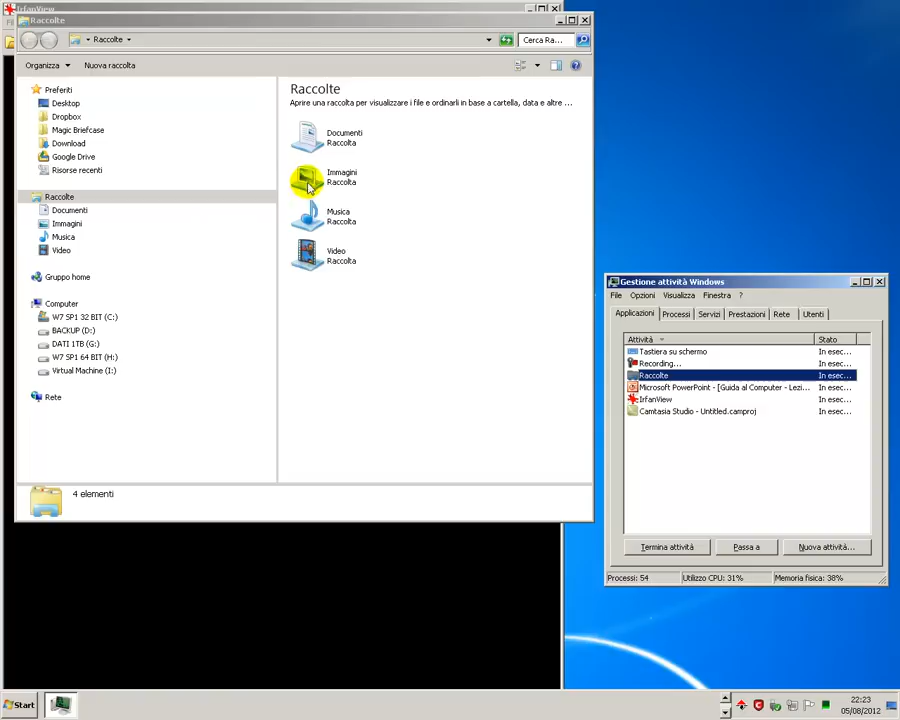 IrfanView
Raccolte
Raccolte
Cerca Ra...
Organizza
Nuova raccolta
Preferiti
Desktop
Dropbox
Magic Briefcase
Download
Google Drive
Risorse recenti
Raccolte
Documenti
Immagini
Musica
Video
Gruppo home
Computer
W7 SP1 32 BIT (C:)
BACKUP (D:)
DATI 1TB (G:)
W7 SP1 64 BIT (H:)
Virtual Machine (I:)
Rete
Raccolte
Aprire una raccolta per visualizzare i file e ordinarli in base a cartella, data e altre ...
Documenti
Raccolta
Immagini
Raccolta
Musica
Raccolta
Video
Raccolta
4 elementi
Gestione attività Windows
File Opzioni Visualizza Finestra ?
Applicazioni Processi Servizi Prestazioni Rete Utenti
Attività Stato
Tastiera su schermo In esec...
Recording... In esec...
Raccolte In esec...
Microsoft PowerPoint - [Guida al Computer - Lezi... In esec...
IrfanView In esec...
Camtasia Studio - Untitled.camproj In esec...
Termina attività Passa a Nuova attività...
Processi: 54 Utilizzo CPU: 31% Memoria fisica: 38%
Start
22:23
05/08/2012